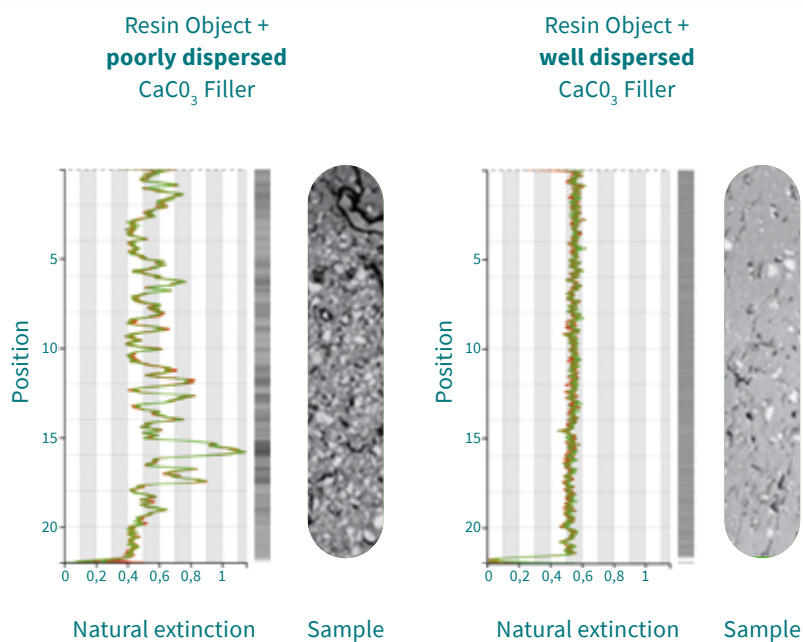 Resin Object +
poorly dispersed
CaC0₃ Filler
Resin Object +
well dispersed
CaC0₃ Filler
Position
5
10
15
20
0 0,2 0,4 0,6 0,8 1
Natural extinction
Sample
Position
5
10
15
20
0 0,2 0,4 0,6 0,8 1
Natural extinction
Sample